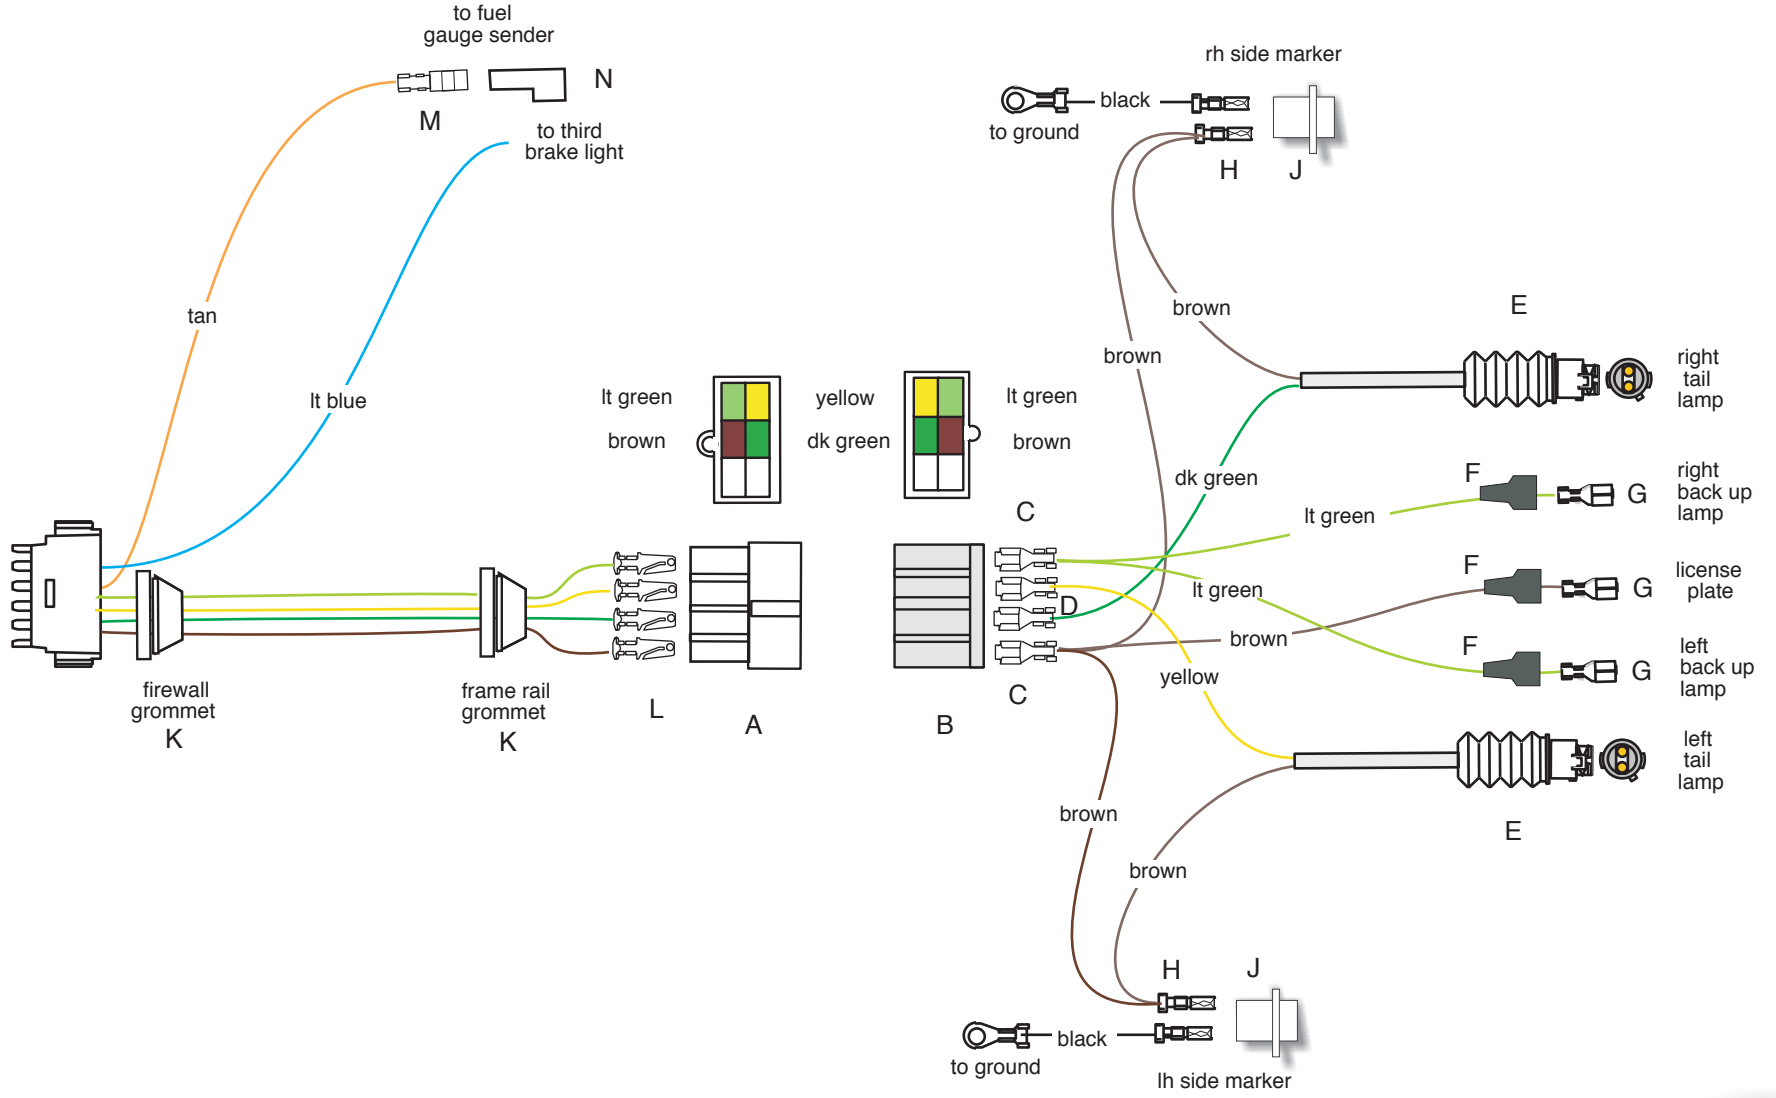 to fuel
gauge sender
N
M
to third
brake light
rh side marker
black
to ground
H
J
tan
brown
E
brown
right
tail
lamp
lt blue
lt green
yellow
lt green
brown
dk green
brown
dk green
F
G
right
back up
lamp
C
lt green
F
G
license
plate
lt green
D
brown
F
G
left
back up
lamp
yellow
firewall
grommet
K
frame rail
grommet
K
L
A
B
C
left
tail
lamp
brown
E
brown
H
J
black
to ground
lh side marker